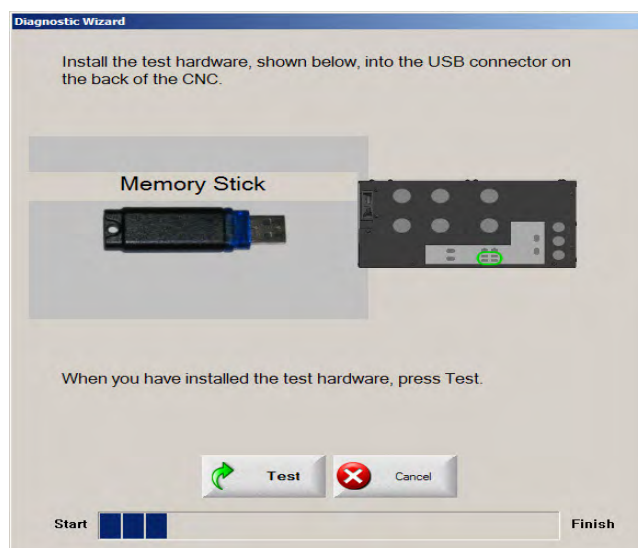 Diagnostic Wizard
Install the test hardware, shown below, into the USB connector on
the back of the CNC.
Memory Stick
When you have installed the test hardware, press Test.
Test
Cancel
Start
Finish